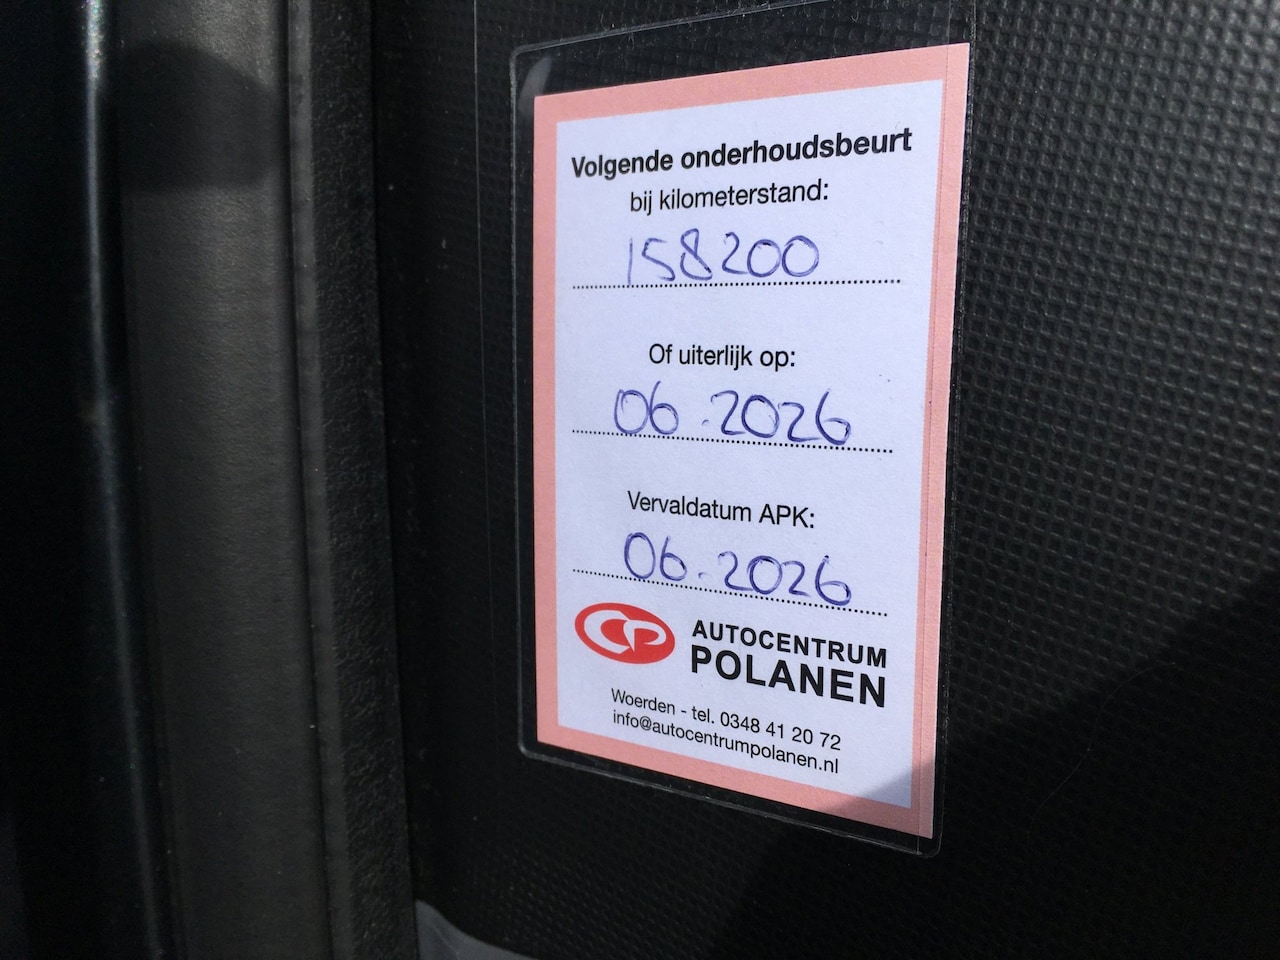 Volgende onderhoudsbeurt
bij kilometerstand:
158200
Of uiterlijk op:
06.2026
Vervaldatum APK:
06.2026
CP AUTOCENTRUM
POLANEN
Woerden - tel. 0348 41 20 72
info@autocentrumpolanen.nl